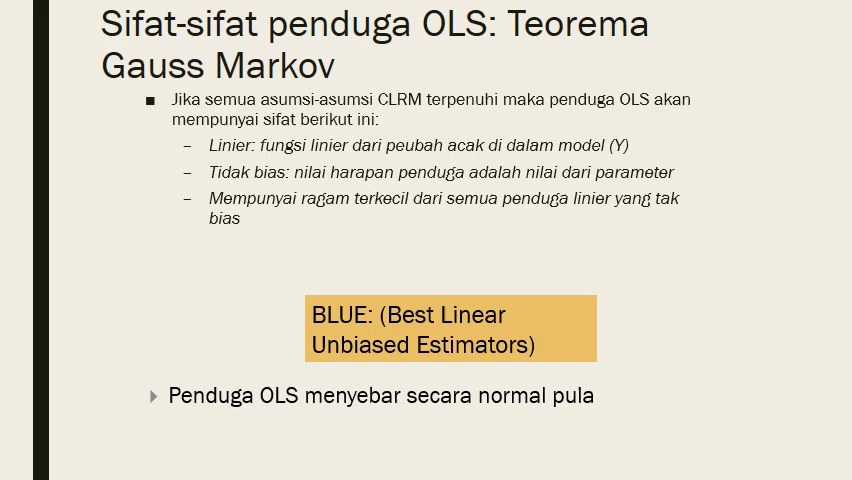 Sifat-sifat penduga OLS: Teorema
Gauss Markov
■ Jika semua asumsi-asumsi CLRM terpenuhi maka penduga OLS akan
mempunyai sifat berikut ini:
– Linier: fungsi linier dari peubah acak di dalam model (Y)
– Tidak bias: nilai harapan penduga adalah nilai dari parameter
– Mempunyai ragam terkecil dari semua penduga linier yang tak
bias
BLUE: (Best Linear
Unbiased Estimators)
Penduga OLS menyebar secara normal pula